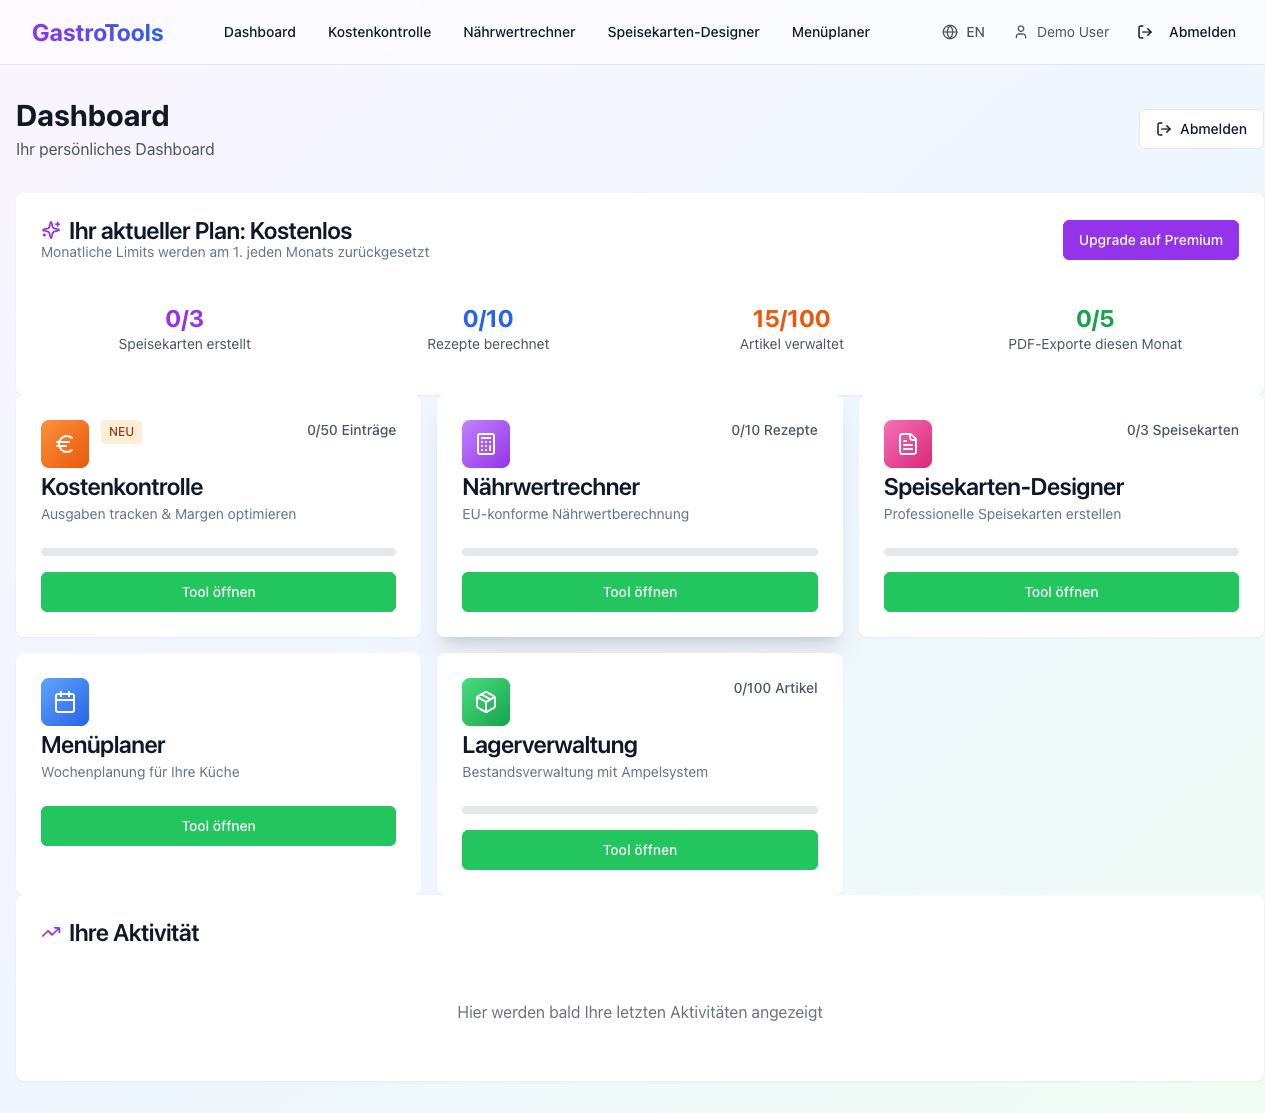 GastroTools
Dashboard
Kostenkontrolle
Nährwertrechner
Speisekarten-Designer
Menüplaner
EN
Demo User
Abmelden
Dashboard
Ihr persönliches Dashboard
Abmelden
Ihr aktueller Plan: Kostenlos
Monatliche Limits werden am 1. jeden Monats zurückgesetzt
Upgrade auf Premium
0/3
Speisekarten erstellt
0/10
Rezepte berechnet
15/100
Artikel verwaltet
0/5
PDF-Exporte diesen Monat
NEU
0/50 Einträge
Kostenkontrolle
Ausgaben tracken & Margen optimieren
Tool öffnen
0/10 Rezepte
Nährwertrechner
EU-konforme Nährwertberechnung
Tool öffnen
0/3 Speisekarten
Speisekarten-Designer
Professionelle Speisekarten erstellen
Tool öffnen
Menüplaner
Wochenplanung für Ihre Küche
Tool öffnen
0/100 Artikel
Lagerverwaltung
Bestandsverwaltung mit Ampelsystem
Tool öffnen
Ihre Aktivität
Hier werden bald Ihre letzten Aktivitäten angezeigt